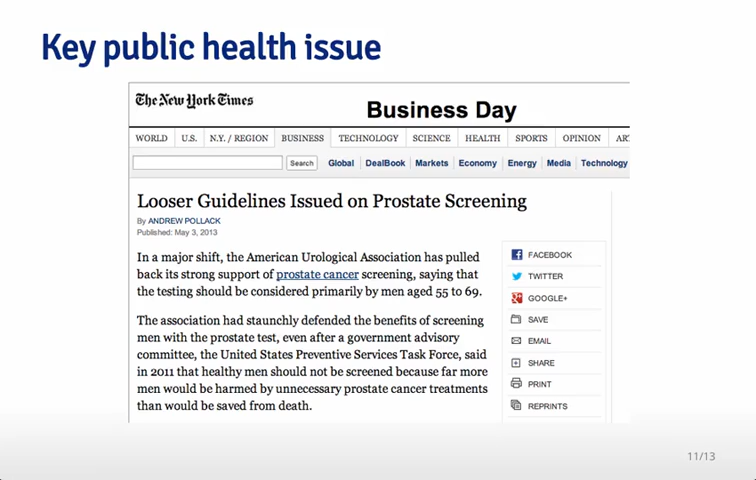 Key public health issue
The New York Times
Business Day
WORLD U.S. N.Y. / REGION BUSINESS TECHNOLOGY SCIENCE HEALTH SPORTS OPINION
Search Global DealBook Markets Economy Energy Media Technology
Looser Guidelines Issued on Prostate Screening
By ANDREW POLLACK
Published: May 3, 2013
In a major shift, the American Urological Association has pulled
back its strong support of prostate cancer screening, saying that
the testing should be considered primarily by men aged 55 to 69.
The association had staunchly defended the benefits of screening
men with the prostate test, even after a government advisory
committee, the United States Preventive Services Task Force, said
in 2011 that healthy men should not be screened because far more
men would be harmed by unnecessary prostate cancer treatments
than would be saved from death.
FACEBOOK
TWITTER
GOOGLE+
SAVE
EMAIL
SHARE
PRINT
REPRINTS
11/13